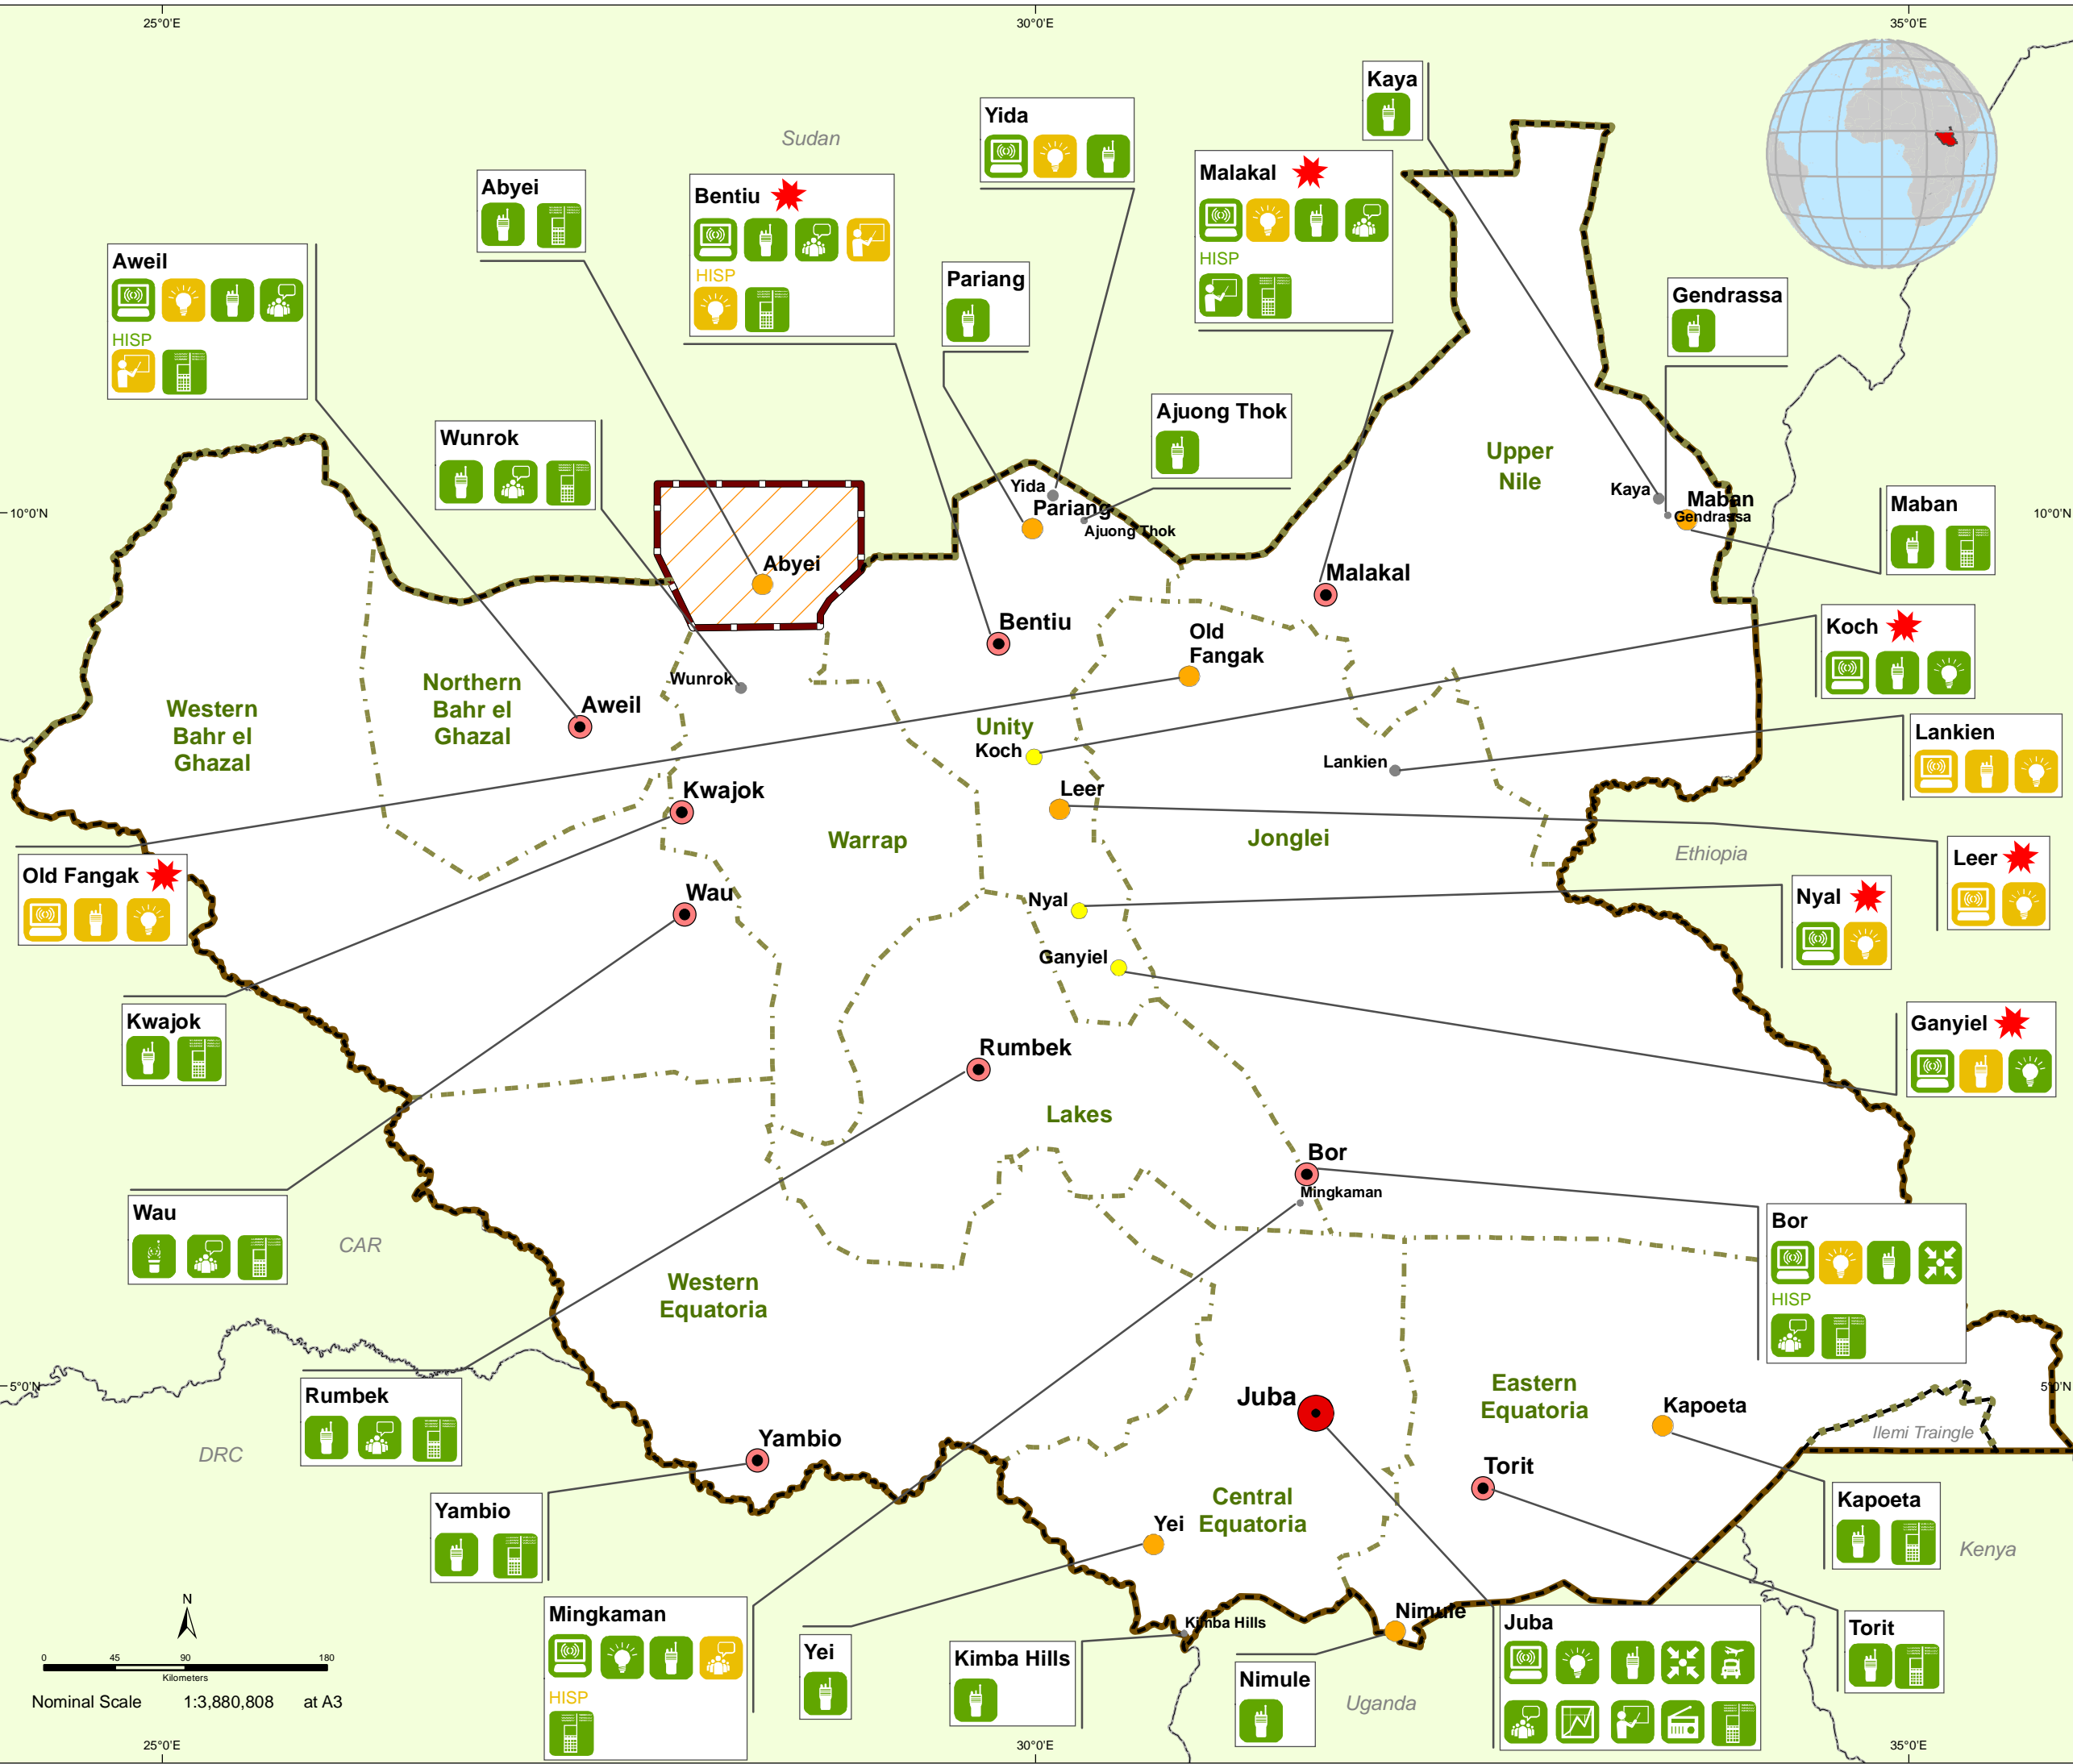 25°0'E
30°0'E
35°0'E
Kaya
Yida
Sudan
Malakal
Abyei
Bentiu
HISP
Aweil
HISP
HISP
Pariang
Gendrassa
Ajuong Thok
Wunrok
Upper
Nile
Yida
Kaya
Maban
Pariang
Gendrassa
Ajuong Thok
Maban
10°0'N
10°0'N
Abyei
Malakal
Bentiu
Old
Fangak
Koch
Wunrok
Northern
Bahr el
Ghazal
Western
Bahr el
Ghazal
Aweil
Unity
Koch
Lankien
Lankien
Kwajok
Leer
Warrap
Jonglei
Ethiopia
Leer
Old Fangak
Wau
Nyal
Nyal
Ganyiel
Kwajok
Ganyiel
Rumbek
Lakes
Bor
Mingkaman
Wau
CAR
Bor
HISP
Western
Equatoria
Rumbek
5°0'N
5°0'N
Juba
Eastern
Equatoria
Kapoeta
Ilemi Traingle
DRC
Yambio
Torit
Yambio
Central
Equatoria
Kapoeta
Yei
Kenya
N
Mingkaman
HISP
Kimba Hills
Nimule
Juba
Torit
Yei
Kimba Hills
Nimule
Uganda
0 45 90 180
Kilometers
Nominal Scale 1:3,880,808 at A3
25°0'E
30°0'E
35°0'E